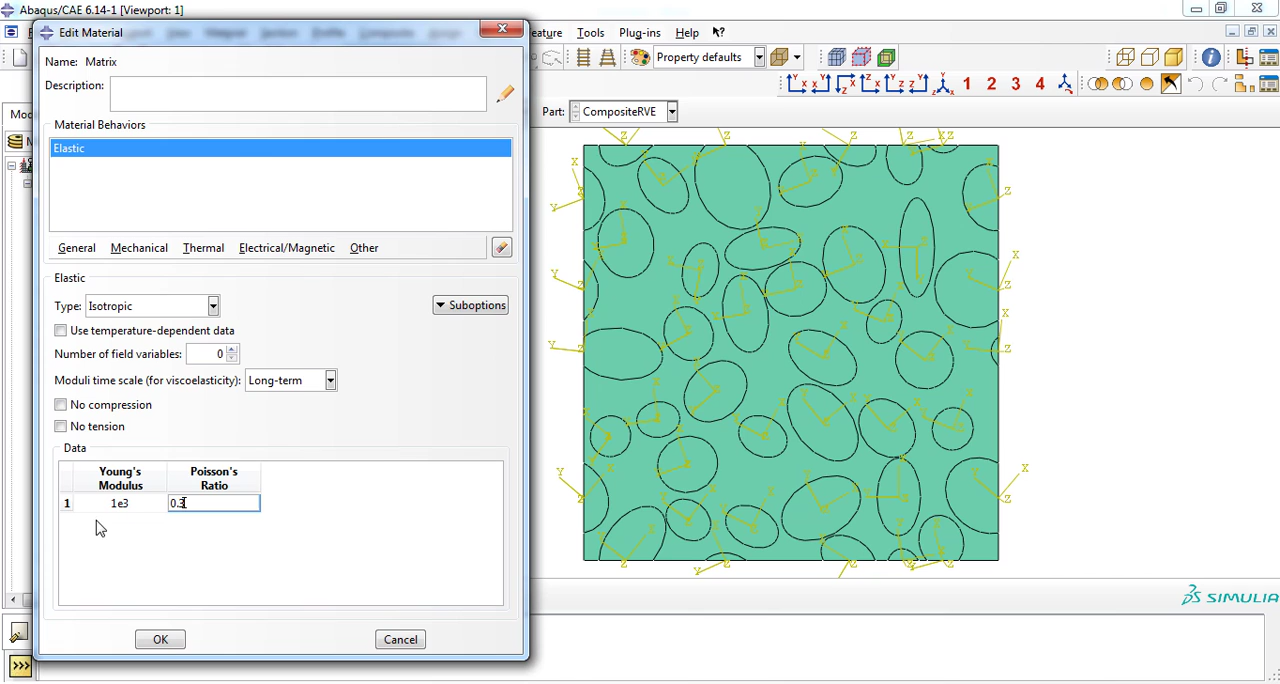 Abaqus/CAE 6.14-1 [Viewport: 1]
Edit Material
eature Tools Plug-ins Help
Property defaults
1 2 3 4
Part: CompositeRVE
Moc
Name: Matrix
Description:
Material Behaviors
Elastic
General Mechanical Thermal Electrical/Magnetic Other
Elastic
Type: Isotropic
Suboptions
Use temperature-dependent data
Number of field variables: 0
Moduli time scale (for viscoelasticity): Long-term
No compression
No tension
Data
Young's Modulus
Poisson's Ratio
1 1e3 0.3
OK Cancel
SIMULIA
>>>